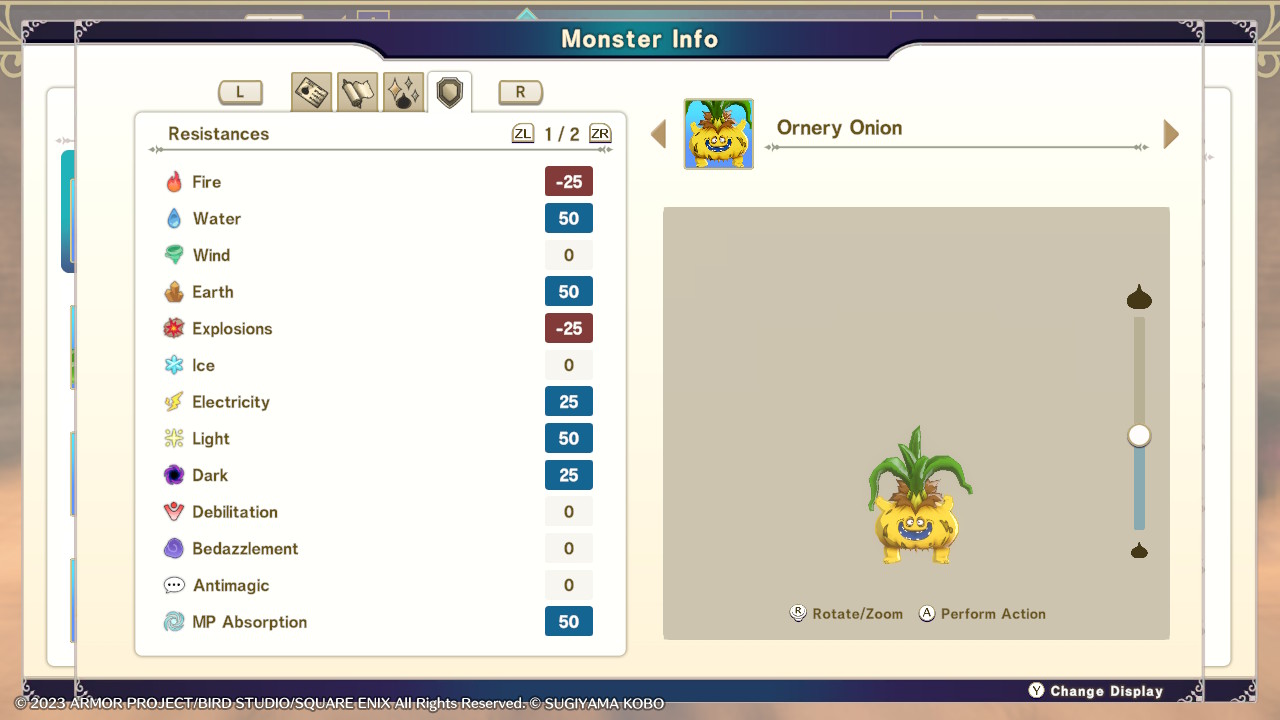 Monster Info
L
R
Resistances
ZL 1 / 2 ZR
Fire -25
Water 50
Wind 0
Earth 50
Explosions -25
Ice 0
Electricity 25
Light 50
Dark 25
Debilitation 0
Bedazzlement 0
Antimagic 0
MP Absorption 50
Ornery Onion
R Rotate/Zoom A Perform Action
Y Change Display
© 2023 ARMOR PROJECT/BIRD STUDIO/SQUARE ENIX All Rights Reserved. © SUGIYAMA KOBO